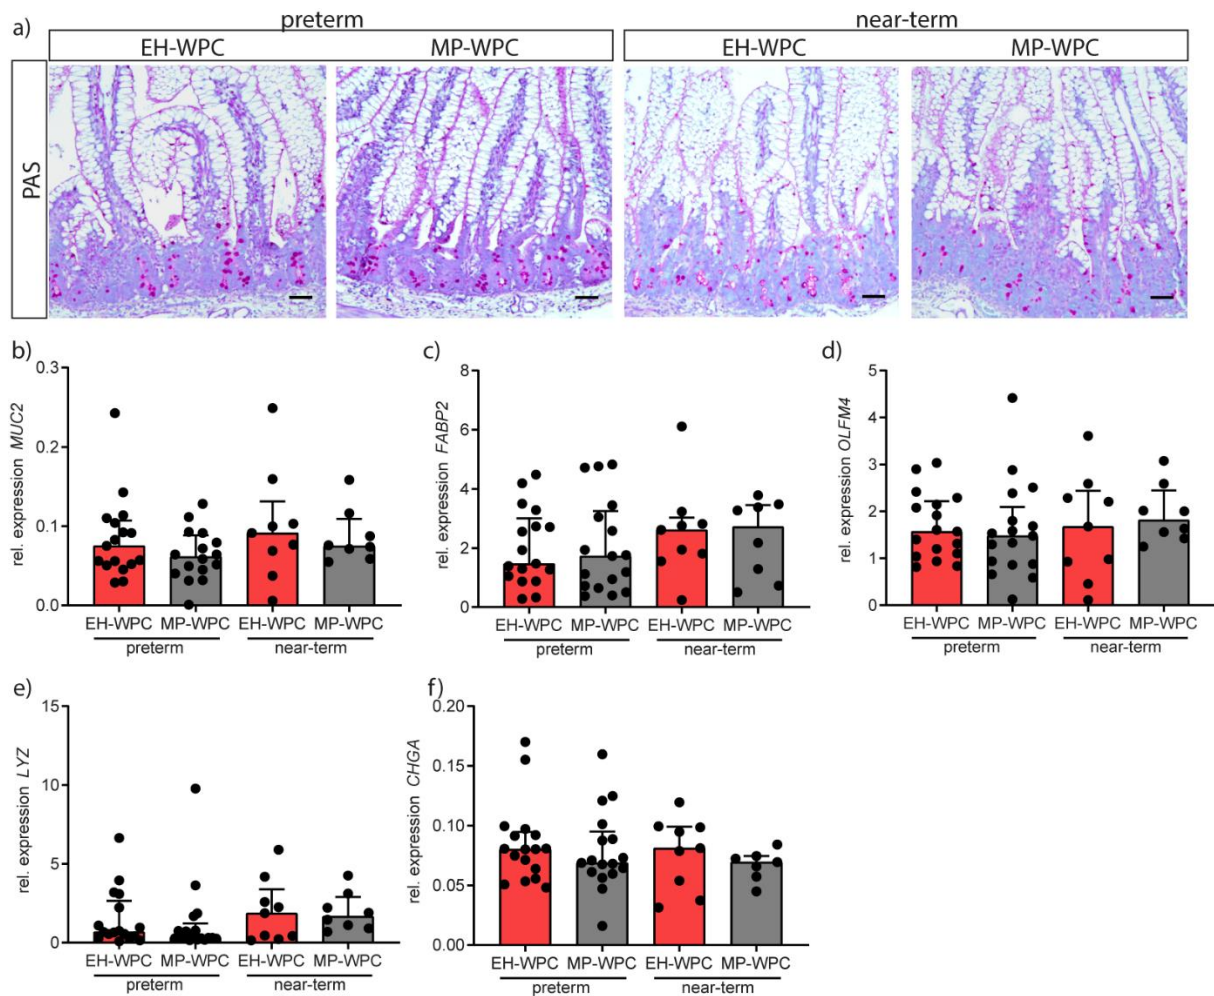 preterm near-term
a) EH-WPC MP-WPC EH-WPC MP-WPC
PAS
b) c) d)
rel. expression MUC2
0.3
0.2
0.1
0.0
EH-WPC MP-WPC EH-WPC MP-WPC
preterm near-term
rel. expression FABP2
8
6
4
2
0
EH-WPC MP-WPC EH-WPC MP-WPC
preterm near-term
rel. expression OLFM4
5
4
3
2
1
0
EH-WPC MP-WPC EH-WPC MP-WPC
preterm near-term
e) f)
rel. expression LYZ
15
10
5
0
EH-WPC MP-WPC EH-WPC MP-WPC
preterm near-term
rel. expression CHGA
0.20
0.15
0.10
0.05
0.00
EH-WPC MP-WPC EH-WPC MP-WPC
preterm near-term